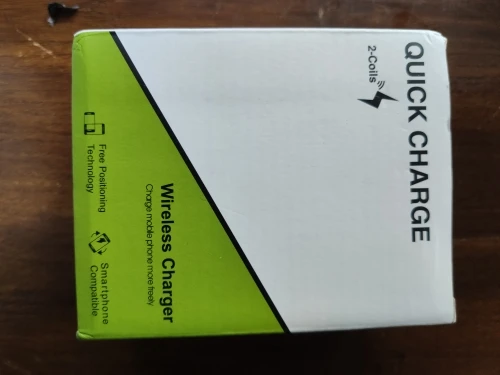 QUICK CHARGE
2-Coils
Wireless Charger
Charge mobile phone more freely
Free Positioning
Technology
Smartphone
Compatible